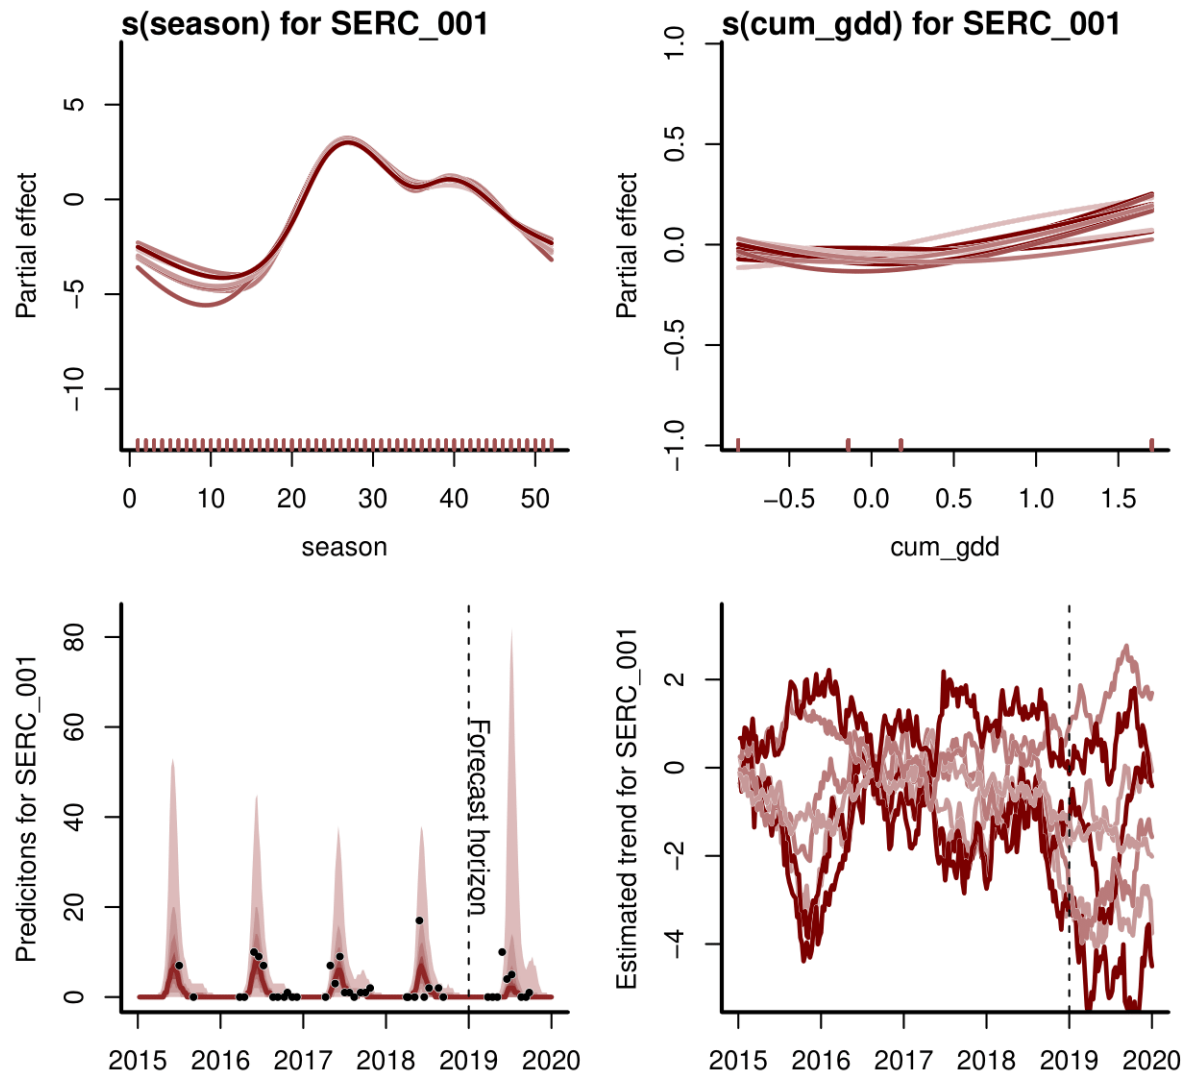 s(season) for SERC_001
Partial effect
5
0
−5
−10
0 10 20 30 40 50
season
s(cum_gdd) for SERC_001
Partial effect
1.0
0.5
0.0
−0.5
−1.0
−0.5 0.0 0.5 1.0 1.5
cum_gdd
Predicitons for SERC_001
80
60
40
20
0
Forecast horizon
2015 2016 2017 2018 2019 2020
Estimated trend for SERC_001
2
0
−2
−4
2015 2016 2017 2018 2019 2020